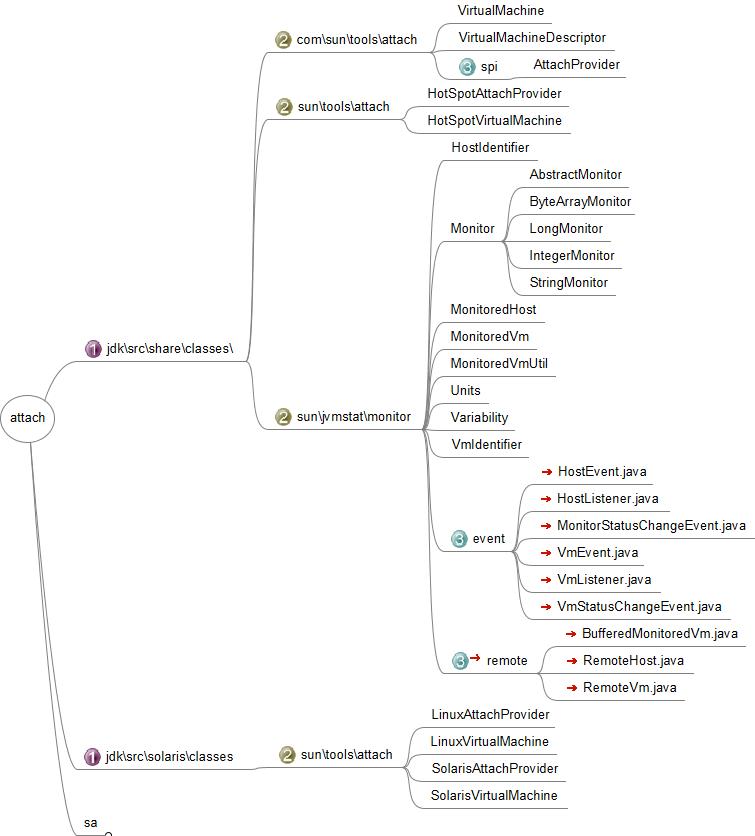 attach
1 jdk\src\share\classes\
2 com\sun\tools\attach
VirtualMachine
VirtualMachineDescriptor
3 spi
AttachProvider
2 sun\tools\attach
HotSpotAttachProvider
HotSpotVirtualMachine
2 sun\jvmstat\monitor
HostIdentifier
Monitor
AbstractMonitor
ByteArrayMonitor
LongMonitor
IntegerMonitor
StringMonitor
MonitoredHost
MonitoredVm
MonitoredVmUtil
Units
Variability
VmIdentifier
3 event
HostEvent.java
HostListener.java
MonitorStatusChangeEvent.java
VmEvent.java
VmListener.java
VmStatusChangeEvent.java
3 remote
BufferedMonitoredVm.java
RemoteHost.java
RemoteVm.java
1 jdk\src\solaris\classes
2 sun\tools\attach
LinuxAttachProvider
LinuxVirtualMachine
SolarisAttachProvider
SolarisVirtualMachine
sa